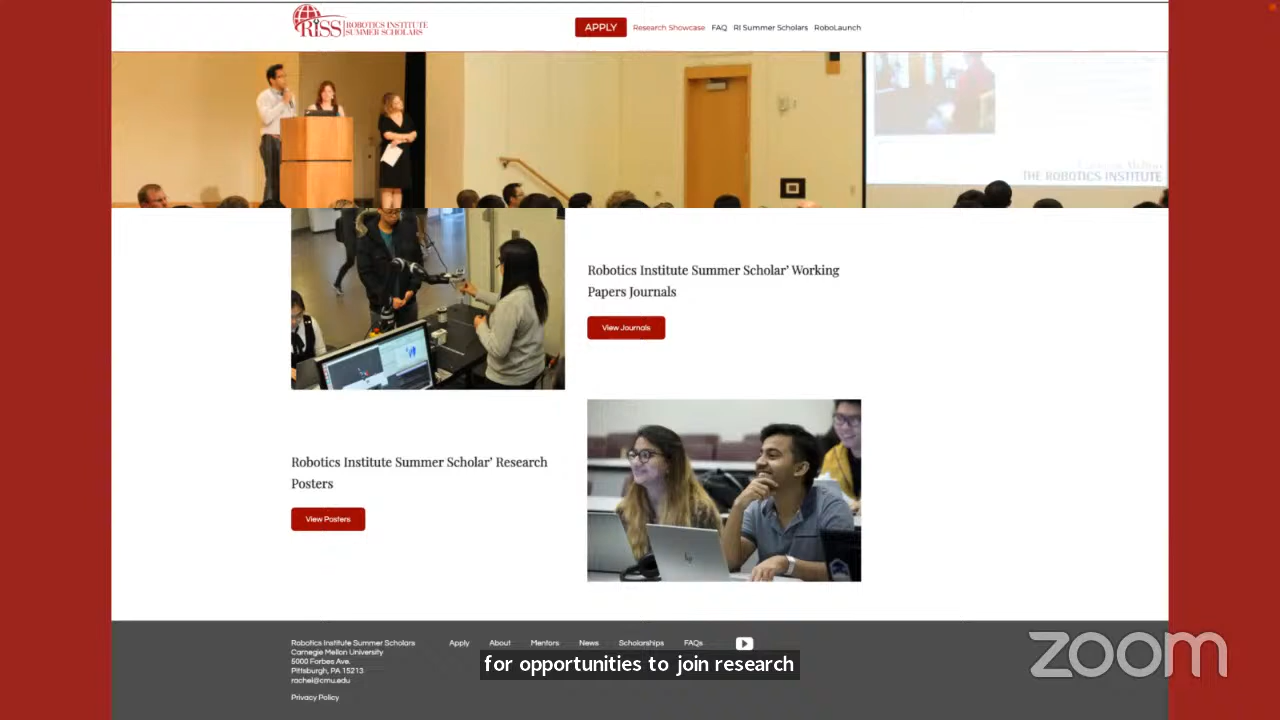 RISS ROBOTICS INSTITUTE
SUMMER SCHOLARS
APPLY Research Showcase FAQ RI Summer Scholars RoboLaunch
Carnegie Mellon
THE ROBOTICS INSTITUTE
Robotics Institute Summer Scholar’ Working
Papers Journals
View Journals
Robotics Institute Summer Scholar’ Research
Posters
View Posters
Robotics Institute Summer Scholars
Carnegie Mellon University
5000 Forbes Ave.
Pittsburgh, PA 15213
rachel@cmu.edu
Privacy Policy
Apply About Mentors News Scholarships FAQs
for opportunities to join research
zoom